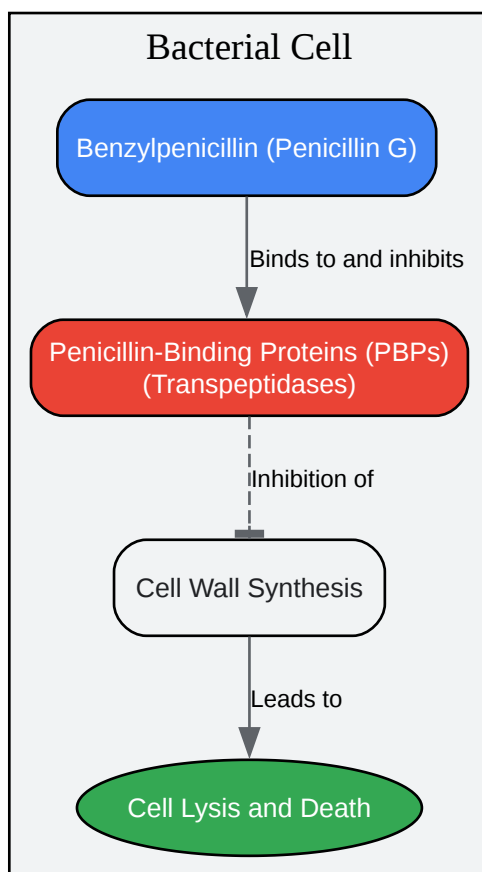 Bacterial Cell
Benzylpenicillin (Penicillin G)
Binds to and inhibits
Penicillin-Binding Proteins (PBPs)
(Transpeptidases)
Inhibition of
Cell Wall Synthesis
Leads to
Cell Lysis and Death